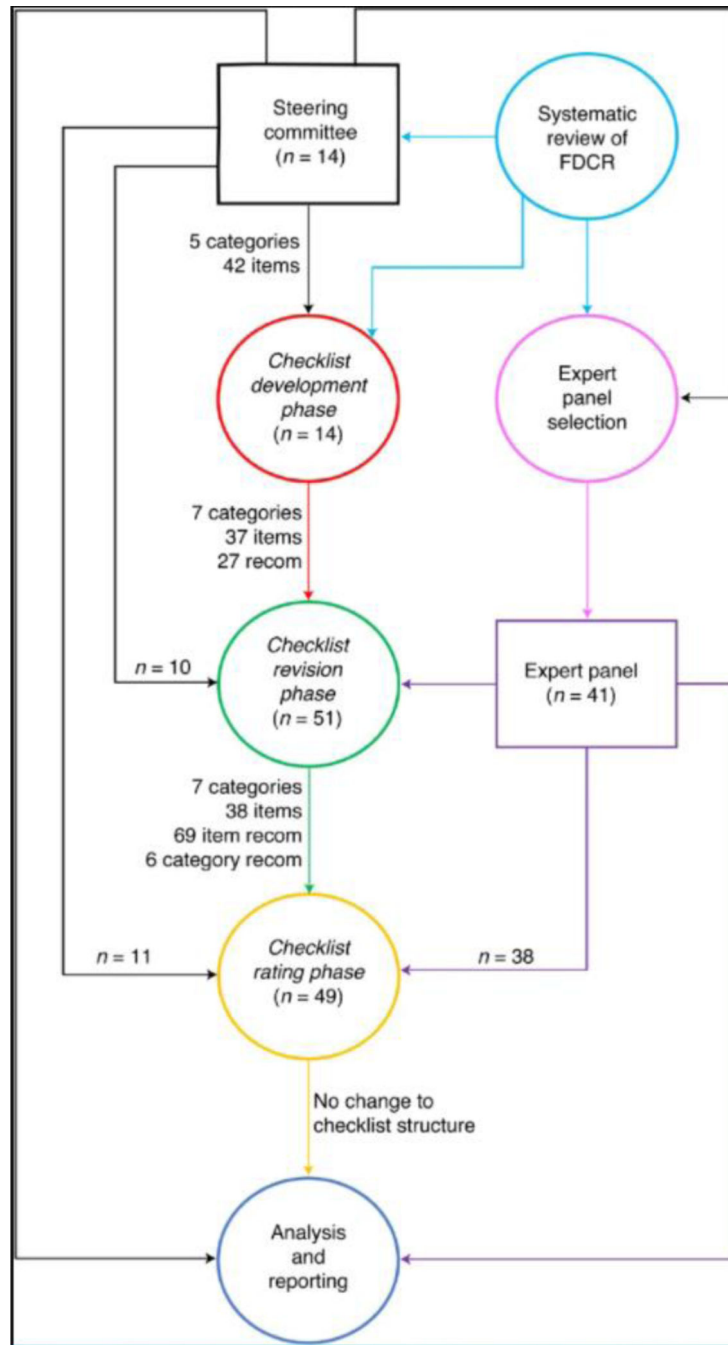 Steering
committee
(n = 14)
Systematic
review of
FDCR
5 categories
42 items
Checklist
development
phase
(n = 14)
Expert
panel
selection
7 categories
37 items
27 recom
n = 10
Checklist
revision
phase
(n = 51)
Expert panel
(n = 41)
7 categories
38 items
69 item recom
6 category recom
n = 11
Checklist
rating phase
(n = 49)
n = 38
No change to
checklist structure
Analysis
and
reporting